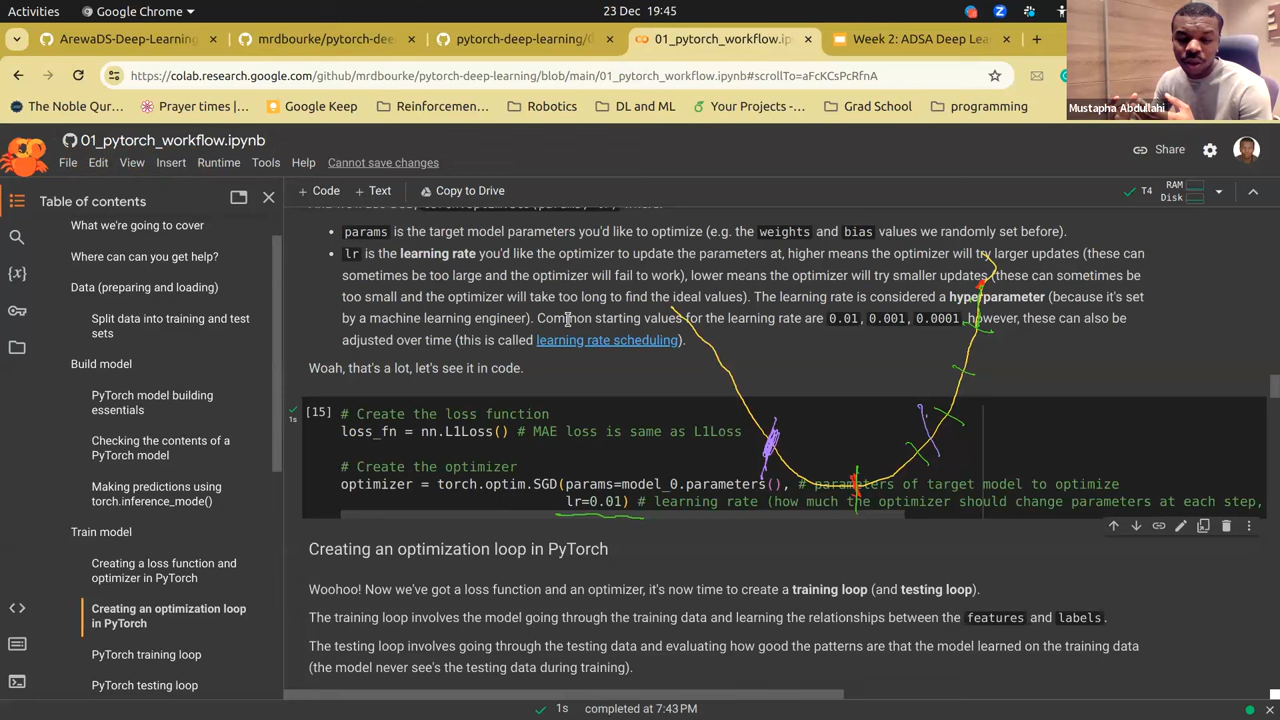 Activities
Google Chrome
23 Dec 19:45
ArewaDS-Deep-Learning
mrdbourke/pytorch-dee
pytorch-deep-learning/0
01_pytorch_workflow.ipyn
Week 2: ADSA Deep Lea
https://colab.research.google.com/github/mrdbourke/pytorch-deep-learning/blob/main/01_pytorch_workflow.ipynb#scrollTo=aFcKCsPcRfnA
The Noble Qur...
Prayer times |...
Google Keep
Reinforcemen...
Robotics
DL and ML
Your Projects -...
Grad School
programming
Mustapha Abdullahi
01_pytorch_workflow.ipynb
File Edit View Insert Runtime Tools Help Cannot save changes
Share
+ Code + Text Copy to Drive
T4
RAM
Disk
Table of contents
What we're going to cover
Where can you get help?
Data (preparing and loading)
Split data into training and test
sets
Build model
PyTorch model building
essentials
Checking the contents of a
PyTorch model
Making predictions using
torch.inference_mode()
Train model
Creating a loss function and
optimizer in PyTorch
Creating an optimization loop
in PyTorch
PyTorch training loop
PyTorch testing loop
params is the target model parameters you'd like to optimize (e.g. the weights and bias values we randomly set before).
lr is the learning rate you'd like the optimizer to update the parameters at, higher means the optimizer will try larger updates (these can
sometimes be too large and the optimizer will fail to work), lower means the optimizer will try smaller updates (these can sometimes be
too small and the optimizer will take too long to find the ideal values). The learning rate is considered a hyperparameter (because it's set
by a machine learning engineer). Common starting values for the learning rate are 0.01, 0.001, 0.0001, however, these can also be
adjusted over time (this is called learning rate scheduling).
Woah, that's a lot, let's see it in code.
1s
[15]
# Create the loss function
loss_fn = nn.L1Loss() # MAE loss is same as L1Loss
# Create the optimizer
optimizer = torch.optim.SGD(params=model_0.parameters(), # parameters of target model to optimize
lr=0.01) # learning rate (how much the optimizer should change parameters at each step,
Creating an optimization loop in PyTorch
Woohoo! Now we've got a loss function and an optimizer, it's now time to create a training loop (and testing loop).
The training loop involves the model going through the training data and learning the relationships between the features and labels.
The testing loop involves going through the testing data and evaluating how good the patterns are that the model learned on the training data
(the model never see's the testing data during training).
1s completed at 7:43 PM